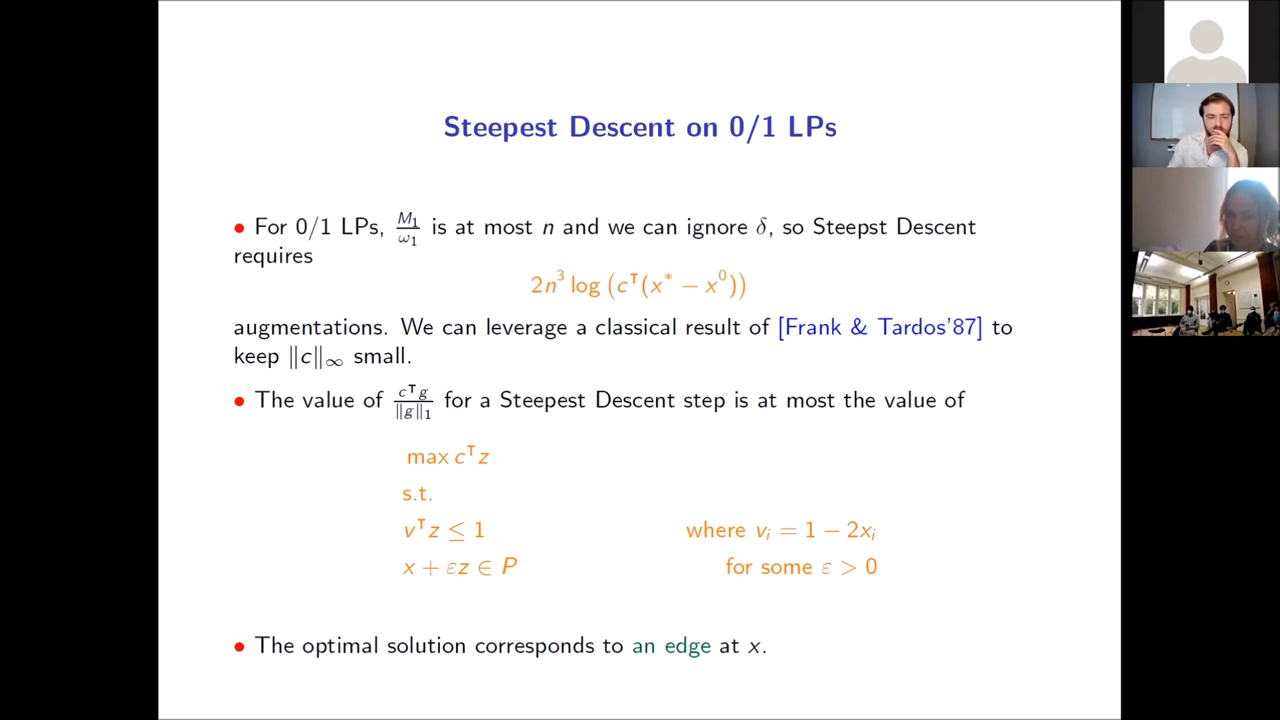 Steepest Descent on 0/1 LPs
• For 0/1 LPs, M₁/ω₁ is at most n and we can ignore δ, so Steepst Descent
requires
2n³ log (cᵀ(x* − x⁰))
augmentations. We can leverage a classical result of [Frank & Tardos'87] to
keep ‖c‖∞ small.
• The value of cᵀg/‖g‖₁ for a Steepest Descent step is at most the value of
max cᵀz
s.t.
vᵀz ≤ 1 where vᵢ = 1 − 2xᵢ
x + εz ∈ P for some ε > 0
• The optimal solution corresponds to an edge at x.